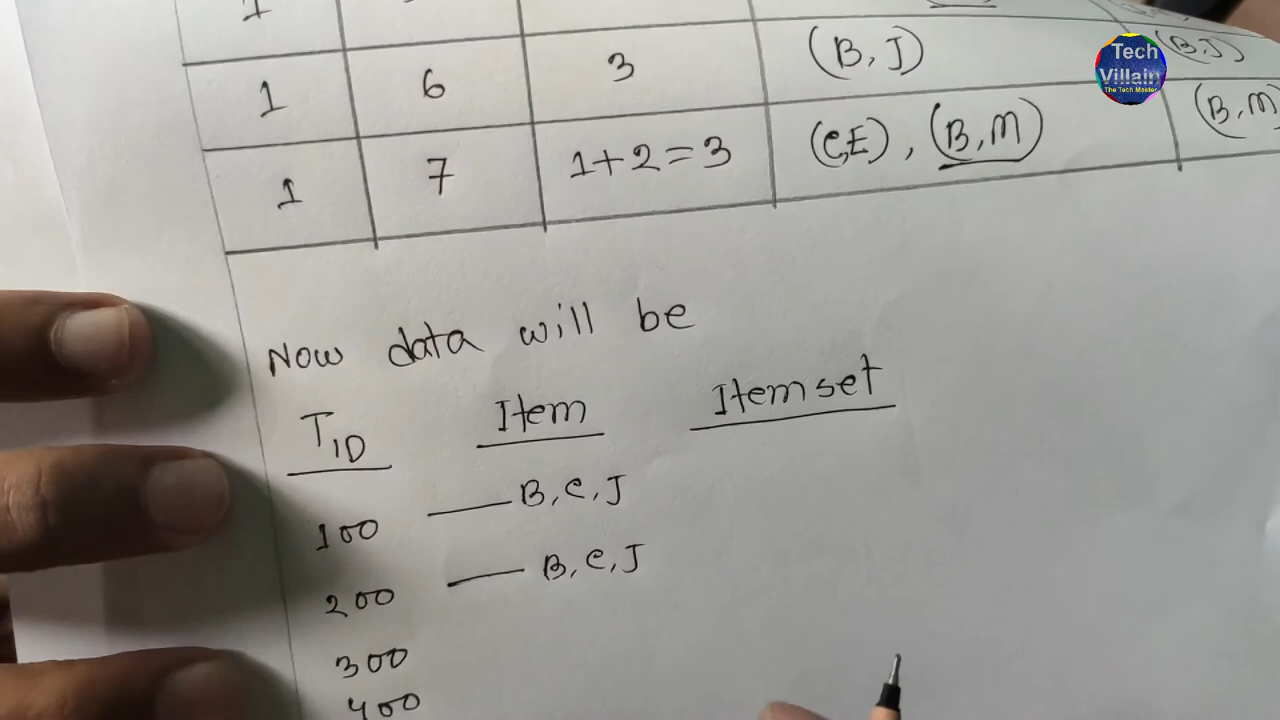 1
1 6 3 (B, J) (B,J)
1 7 1+2=3 (C,E), (B,M) (B,M)
Tech
Villain
The Tech Master
Now data will be
TID Item Itemset
100 — B, C, J
200 — B, C, J
300
400